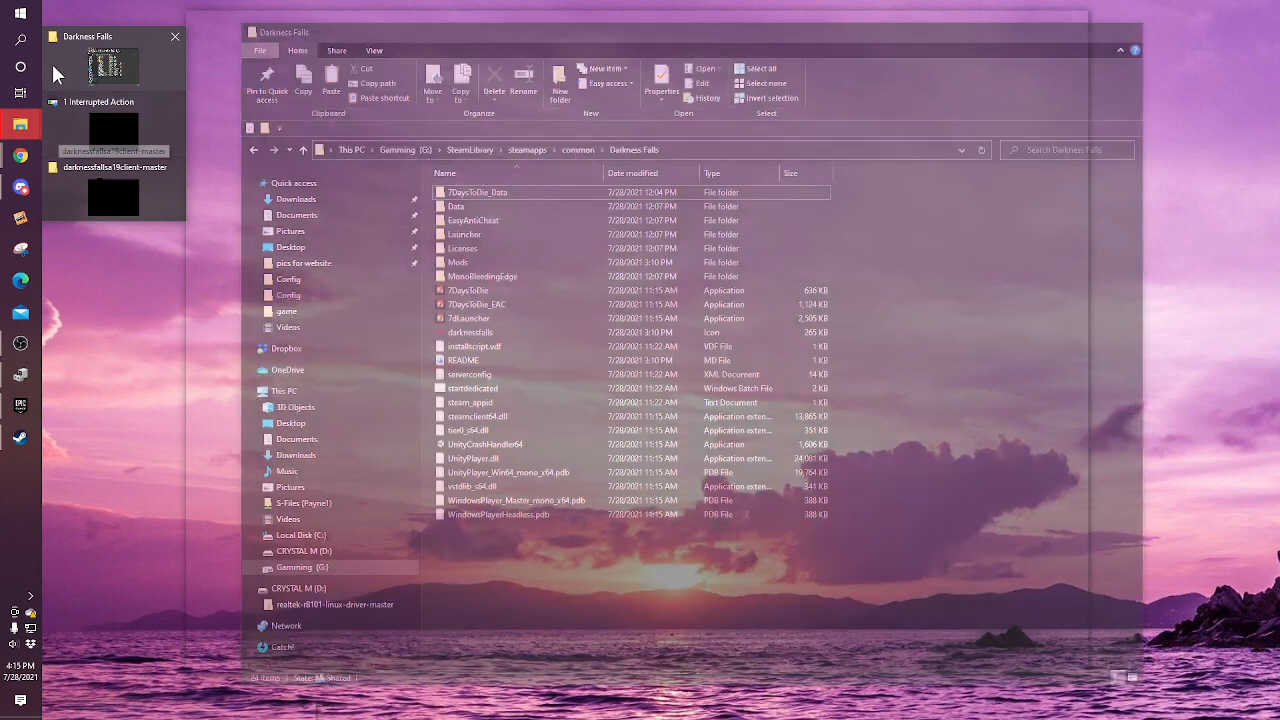 Darkness Falls
1 Interrupted Action
darknessfallsa19client-master
darknessfallsa19client-master
4:15 PM
7/28/2021
Darkness Falls
File Home Share View
Pin to Quick access
Copy
Paste
Cut
Copy path
Paste shortcut
Clipboard
Move to
Copy to
Delete
Rename
Organize
New folder
New item
Easy access
New
Properties
Open
Edit
History
Open
Select all
Select none
Invert selection
Select
This PC > Gamming (G:) > SteamLibrary > steamapps > common > Darkness Falls
Search Darkness Falls
Quick access
Downloads
Documents
Pictures
Desktop
pics for website
Config
Config
game
Videos
Dropbox
OneDrive
This PC
3D Objects
Desktop
Documents
Downloads
Music
Pictures
S-Files (Payne1)
Videos
Local Disk (C:)
CRYSTAL M (D:)
Gamming (G:)
CRYSTAL M (D:)
realtek-r8101-linux-driver-master
Network
Catch!
Name Date modified Type Size
7DaysToDie_Data 7/28/2021 12:04 PM File folder
Data 7/28/2021 12:07 PM File folder
EasyAntiCheat 7/28/2021 12:07 PM File folder
Launcher 7/28/2021 12:07 PM File folder
Licenses 7/28/2021 12:07 PM File folder
Mods 7/28/2021 3:10 PM File folder
MonoBleedingEdge 7/28/2021 12:07 PM File folder
7DaysToDie 7/28/2021 11:15 AM Application 636 KB
7DaysToDie_EAC 7/28/2021 11:15 AM Application 1,124 KB
7dLauncher 7/28/2021 11:15 AM Application 2,505 KB
darknessfalls 7/28/2021 3:10 PM Icon 265 KB
installscript.vdf 7/28/2021 11:22 AM VDF File 1 KB
README 7/28/2021 3:10 PM MD File 1 KB
serverconfig 7/28/2021 11:22 AM XML Document 14 KB
startdedicated 7/28/2021 11:22 AM Windows Batch File 2 KB
steam_appid 7/28/2021 11:22 AM Text Document 1 KB
steamclient64.dll 7/28/2021 11:15 AM Application exten... 13,865 KB
tier0_s64.dll 7/28/2021 11:15 AM Application exten... 351 KB
UnityCrashHandler64 7/28/2021 11:15 AM Application 1,606 KB
UnityPlayer.dll 7/28/2021 11:15 AM Application exten... 24,081 KB
UnityPlayer_Win64_mono_x64.pdb 7/28/2021 11:15 AM PDB File 19,764 KB
vstdlib_s64.dll 7/28/2021 11:15 AM Application exten... 341 KB
WindowsPlayer_Master_mono_x64.pdb 7/28/2021 11:15 AM PDB File 388 KB
WindowsPlayerHeadless.pdb 7/28/2021 11:15 AM PDB File 388 KB
24 items State: Shared